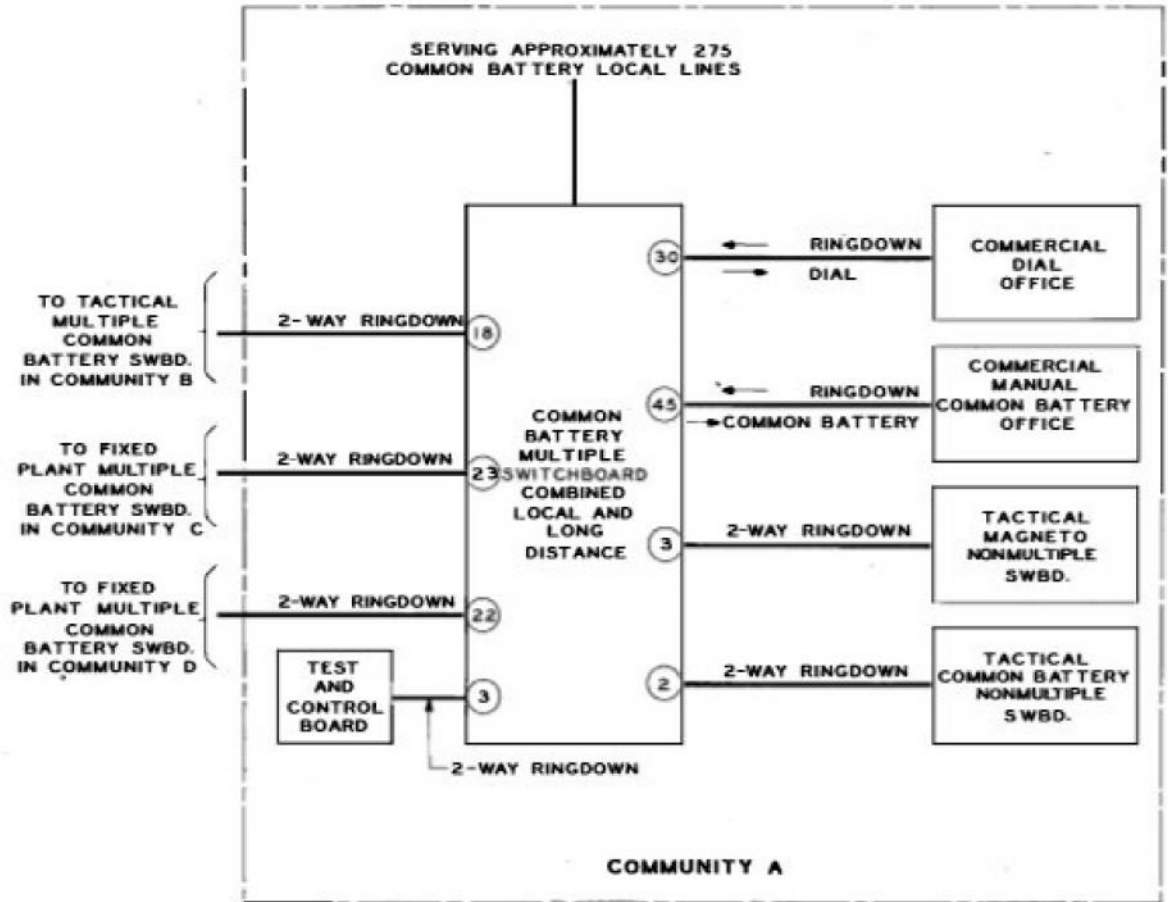 SERVING APPROXIMATELY 275
COMMON BATTERY LOCAL LINES
TO TACTICAL
MULTIPLE
COMMON
BATTERY SWBD.
IN COMMUNITY B
2-WAY RINGDOWN
18
TO FIXED
PLANT MULTIPLE
COMMON
BATTERY SWBD.
IN COMMUNITY C
2-WAY RINGDOWN
23
TO FIXED
PLANT MULTIPLE
COMMON
BATTERY SWBD.
IN COMMUNITY D
2-WAY RINGDOWN
22
TEST
AND
CONTROL
BOARD
3
2-WAY RINGDOWN
COMMON
BATTERY
MULTIPLE
SWITCHBOARD
COMBINED
LOCAL AND
LONG
DISTANCE
30
RINGDOWN
DIAL
COMMERCIAL
DIAL
OFFICE
45
RINGDOWN
COMMON BATTERY
COMMERCIAL
MANUAL
COMMON BATTERY
OFFICE
3
2-WAY RINGDOWN
TACTICAL
MAGNETO
NONMULTIPLE
SWBD.
2
2-WAY RINGDOWN
TACTICAL
COMMON BATTERY
NONMULTIPLE
SWBD.
COMMUNITY A